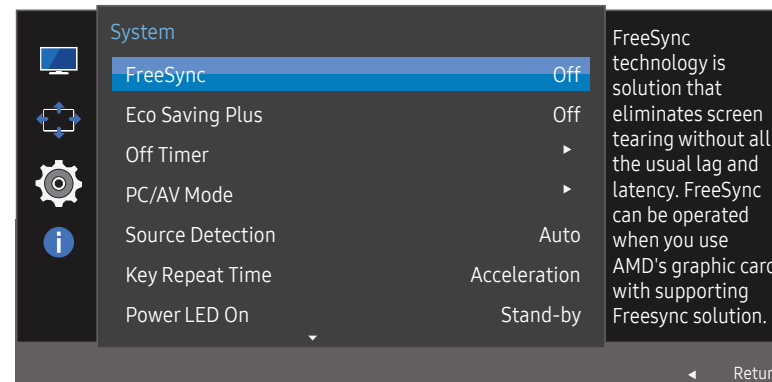 System
FreeSync Off
Eco Saving Plus Off
Off Timer
PC/AV Mode
Source Detection Auto
Key Repeat Time Acceleration
Power LED On Stand-by
FreeSync
technology is
solution that
eliminates screen
tearing without all
the usual lag and
latency. FreeSync
can be operated
when you use
AMD's graphic card
with supporting
Freesync solution.
Retur